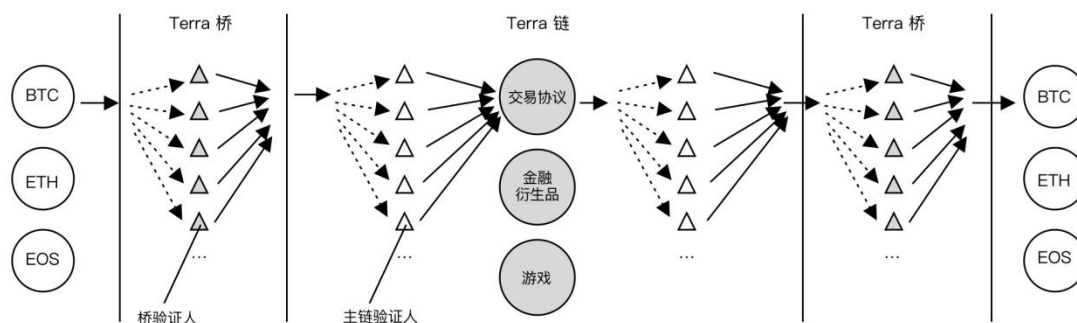 Terra 桥
Terra 链
Terra 桥
BTC
ETH
EOS
...
桥验证人
...
主链验证人
交易协议
金融
衍生品
游戏
...
...
BTC
ETH
EOS